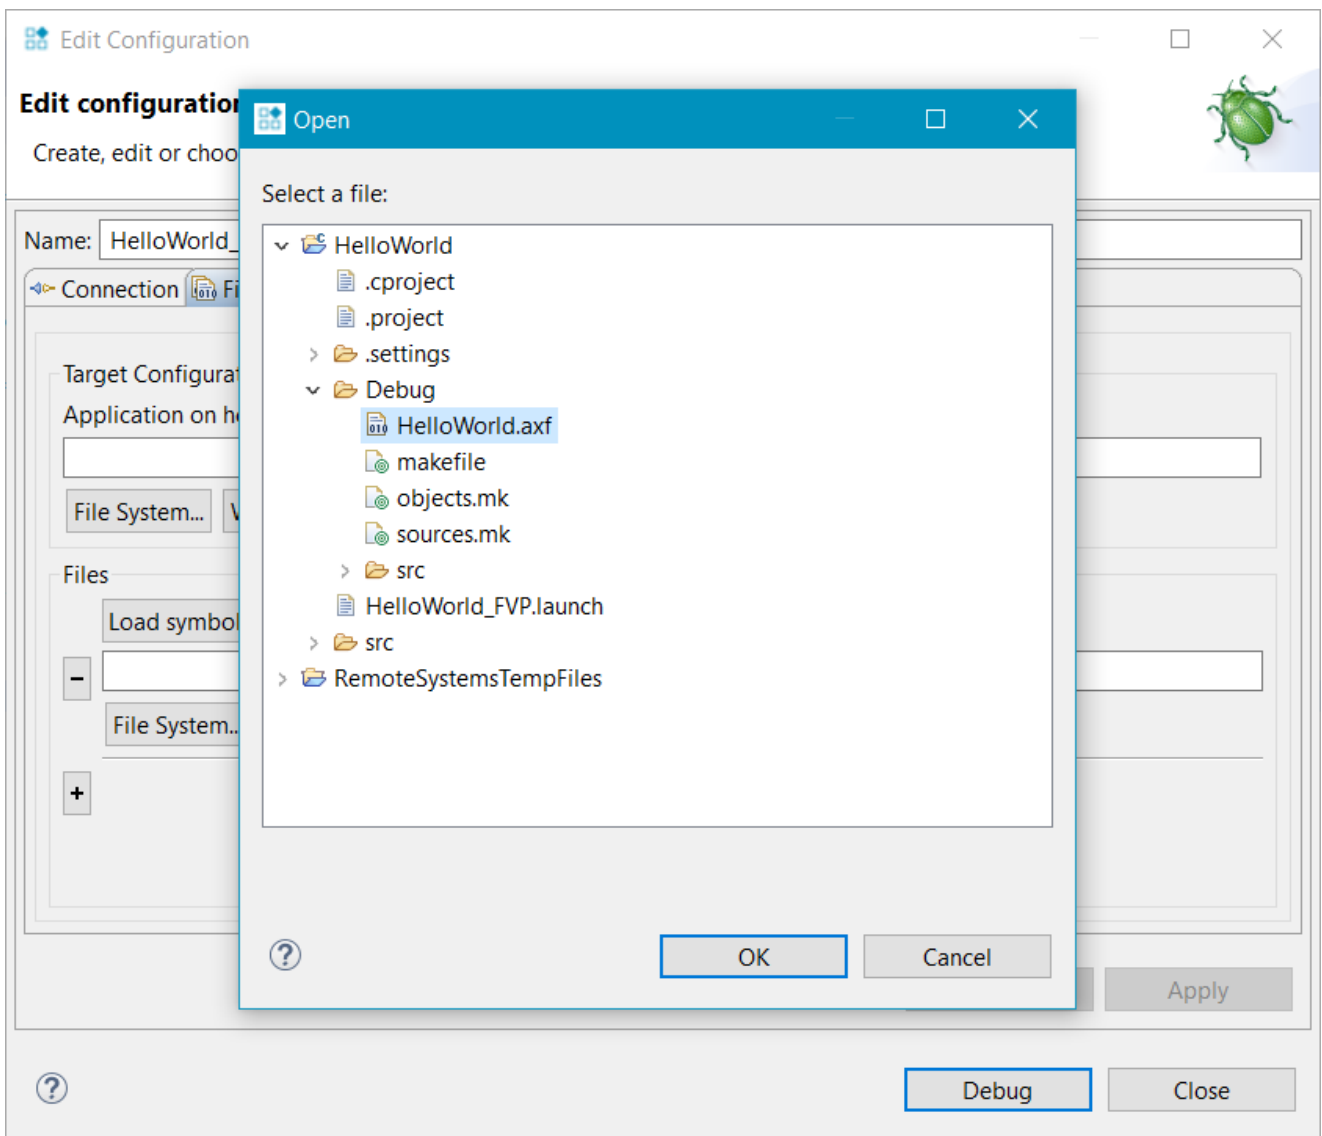 Edit Configuration
Edit configuration
Create, edit or choo
Open
Select a file:
HelloWorld
.cproject
.project
.settings
Debug
HelloWorld.axf
makefile
objects.mk
sources.mk
src
HelloWorld_FVP.launch
src
RemoteSystemsTempFiles
OK
Cancel
Name: HelloWorld_
Connection
Fi
Target Configurat
Application on h
File System...
Files
Load symbol
-
File System..
+
Apply
Debug
Close